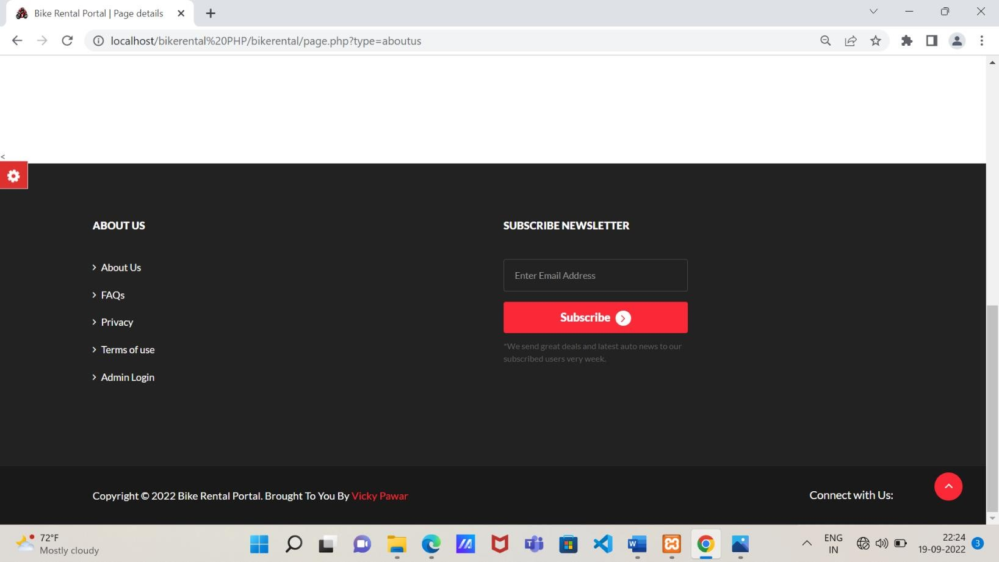 Bike Rental Portal | Page details
localhost/bikerental%20PHP/bikerental/page.php?type=aboutus
<
ABOUT US
About Us
FAQs
Privacy
Terms of use
Admin Login
SUBSCRIBE NEWSLETTER
Enter Email Address
Subscribe
*We send great deals and latest auto news to our
subscribed users very week.
Copyright © 2022 Bike Rental Portal. Brought To You By Vicky Pawar
Connect with Us:
72°F
Mostly cloudy
ENG
IN
22:24
19-09-2022
3